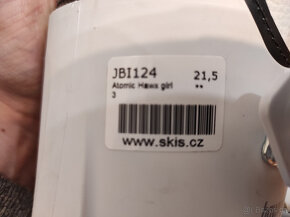 JBI124 21,5
Atomic Hawx girl **
3
www.skis.cz